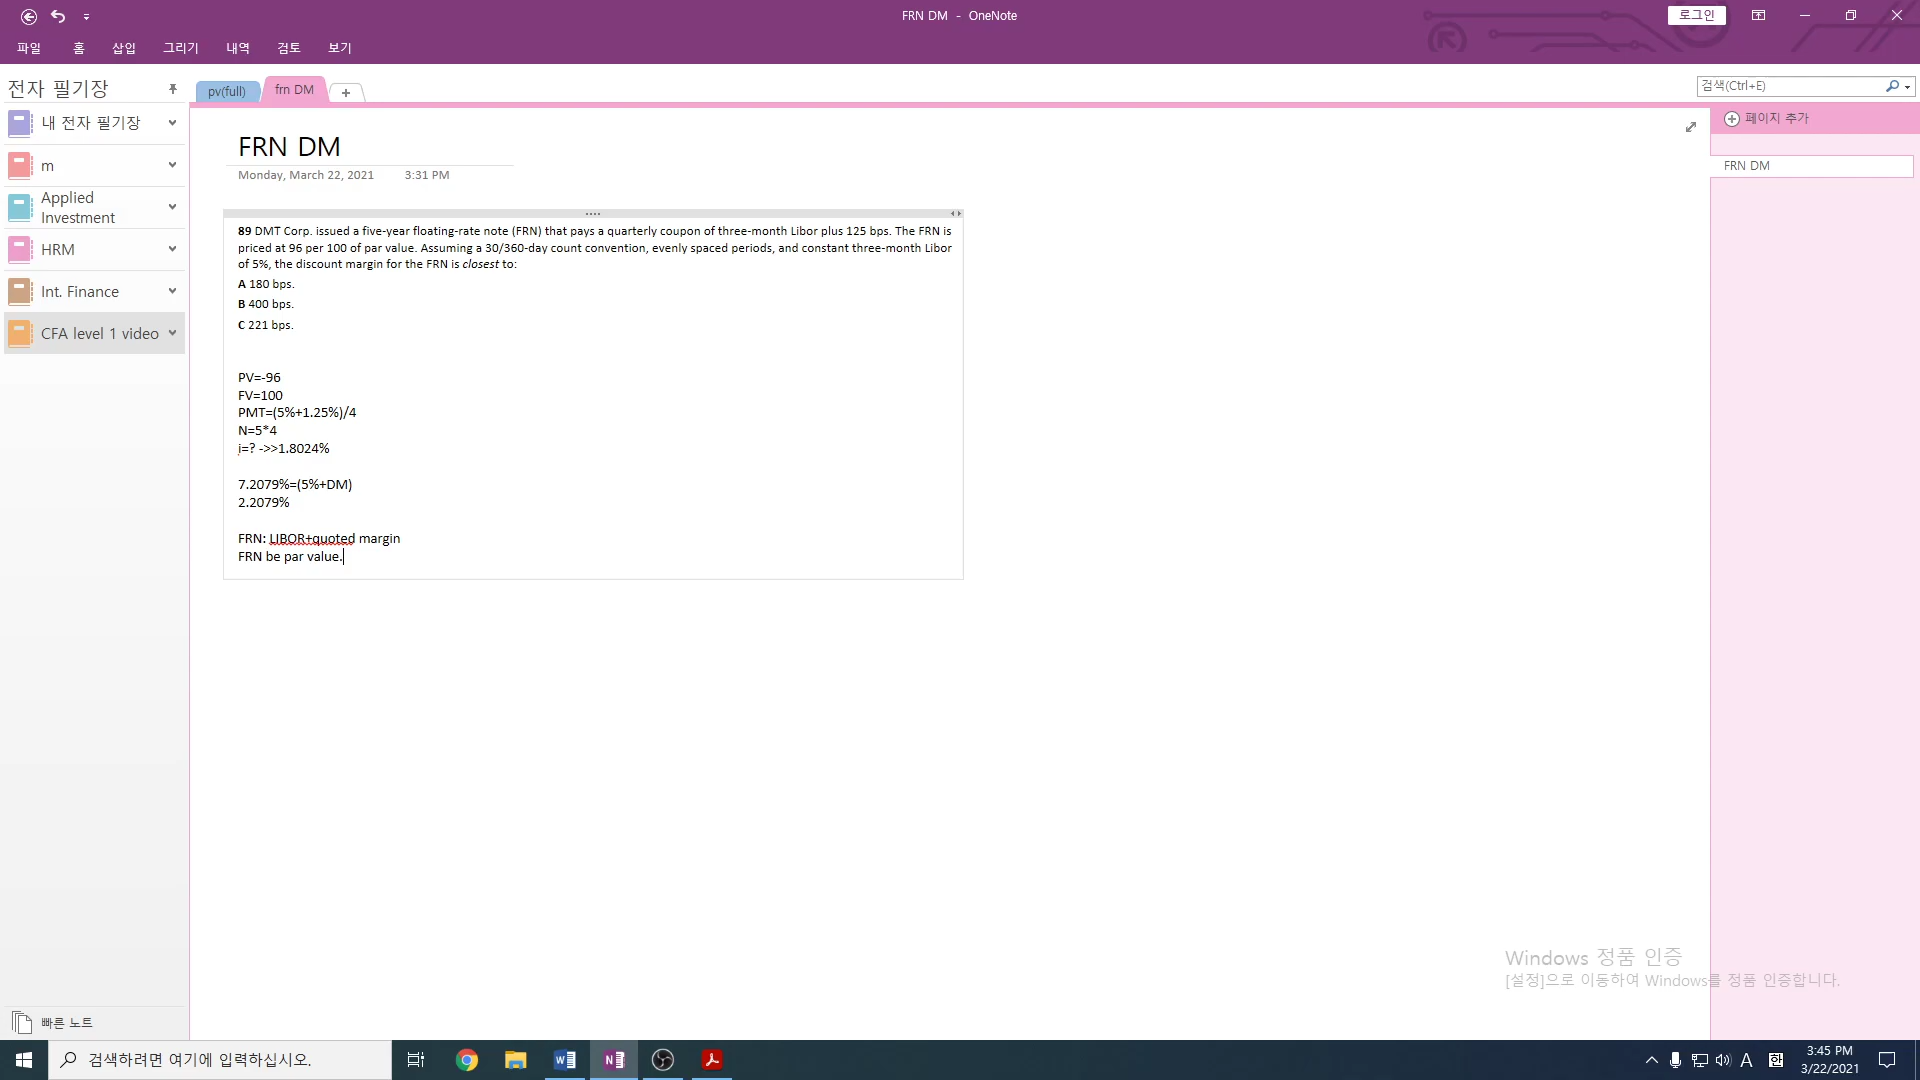 FRN DM - OneNote
로그인
파일 홈 삽입 그리기 내역 검토 보기
전자 필기장
pv(full) frn DM
검색(Ctrl+E)
내 전자 필기장
m
Applied
Investment
HRM
Int. Finance
CFA level 1 video
빠른 노트
페이지 추가
FRN DM
FRN DM
Monday, March 22, 2021 3:31 PM
89 DMT Corp. issued a five-year floating-rate note (FRN) that pays a quarterly coupon of three-month Libor plus 125 bps. The FRN is
priced at 96 per 100 of par value. Assuming a 30/360-day count convention, evenly spaced periods, and constant three-month Libor
of 5%, the discount margin for the FRN is closest to:
A 180 bps.
B 400 bps.
C 221 bps.
PV=-96
FV=100
PMT=(5%+1.25%)/4
N=5*4
i=? ->>1.8024%
7.2079%=(5%+DM)
2.2079%
FRN: LIBOR+quoted margin
FRN be par value.
Windows 정품 인증
[설정]으로 이동하여 Windows를 정품 인증합니다.
검색하려면 여기에 입력하십시오.
A 한
3:45 PM
3/22/2021